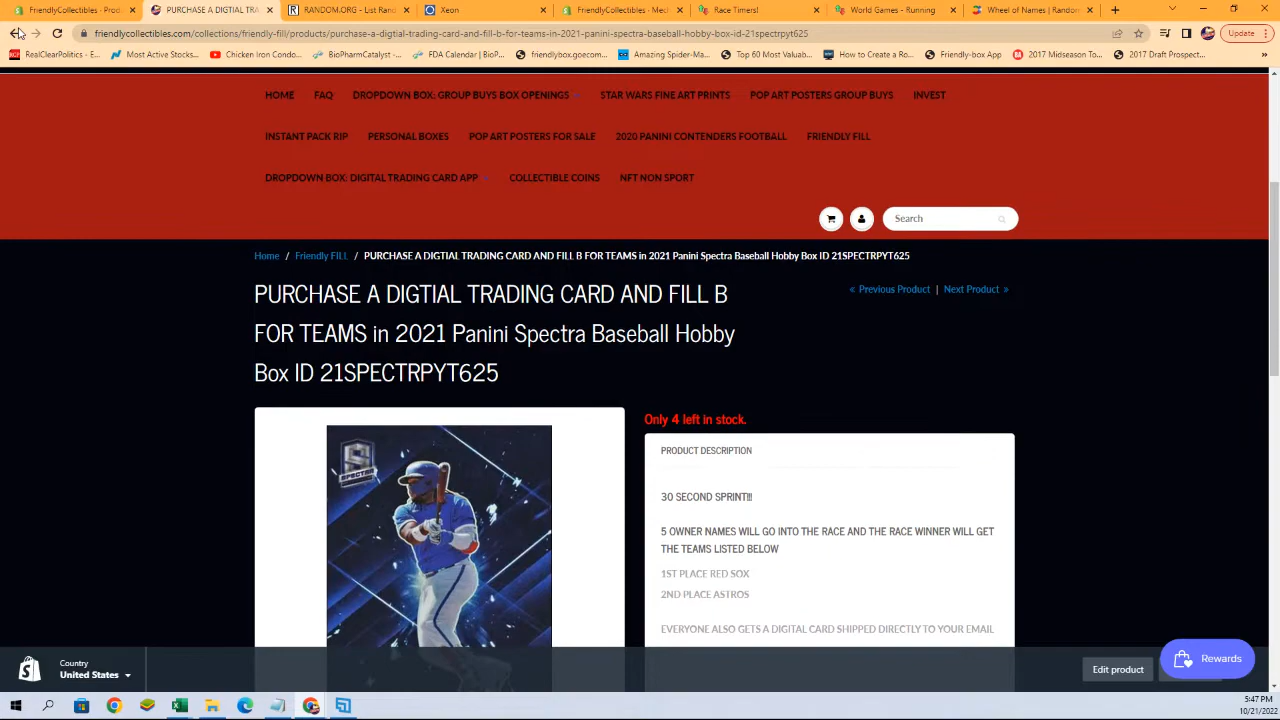 FriendlyCollectibles - Produ
PURCHASE A DIGTIAL TRADIN
RANDOM.ORG - List Rand
Xeon
FriendlyCollectibles - Mech
Race Timers!
World Games - Running
Wheel of Names | Random
friendlycollectibles.com/collections/friendly-fill/products/purchase-a-digtial-trading-card-and-fill-b-for-teams-in-2021-panini-spectra-baseball-hobby-box-id-21spectrpyt625
Update
RealClearPolitics - E...
Most Active Stocks...
Chicken Iron Condo...
BioPharmCatalyst -...
FDA Calendar | BioP...
friendlybox.goecom...
Amazing Spider-Ma...
Top 60 Most Valuab...
How to Create a Ro...
Friendly-box App
2017 Midseason To...
2017 Draft Prospect...
HOME FAQ DROPDOWN BOX: GROUP BUYS BOX OPENINGS STAR WARS FINE ART PRINTS POP ART POSTERS GROUP BUYS INVEST
INSTANT PACK RIP PERSONAL BOXES POP ART POSTERS FOR SALE 2020 PANINI CONTENDERS FOOTBALL FRIENDLY FILL
DROPDOWN BOX: DIGITAL TRADING CARD APP COLLECTIBLE COINS NFT NON SPORT
Search
Home / Friendly FILL / PURCHASE A DIGTIAL TRADING CARD AND FILL B FOR TEAMS in 2021 Panini Spectra Baseball Hobby Box ID 21SPECTRPYT625
« Previous Product | Next Product »
PURCHASE A DIGTIAL TRADING CARD AND FILL B
FOR TEAMS in 2021 Panini Spectra Baseball Hobby
Box ID 21SPECTRPYT625
Only 4 left in stock.
PRODUCT DESCRIPTION
30 SECOND SPRINT!!!
5 OWNER NAMES WILL GO INTO THE RACE AND THE RACE WINNER WILL GET
THE TEAMS LISTED BELOW
1ST PLACE RED SOX
2ND PLACE ASTROS
EVERYONE ALSO GETS A DIGITAL CARD SHIPPED DIRECTLY TO YOUR EMAIL
SPECTRA
Country
United States
Edit product
Rewards
5:47 PM
10/21/2022